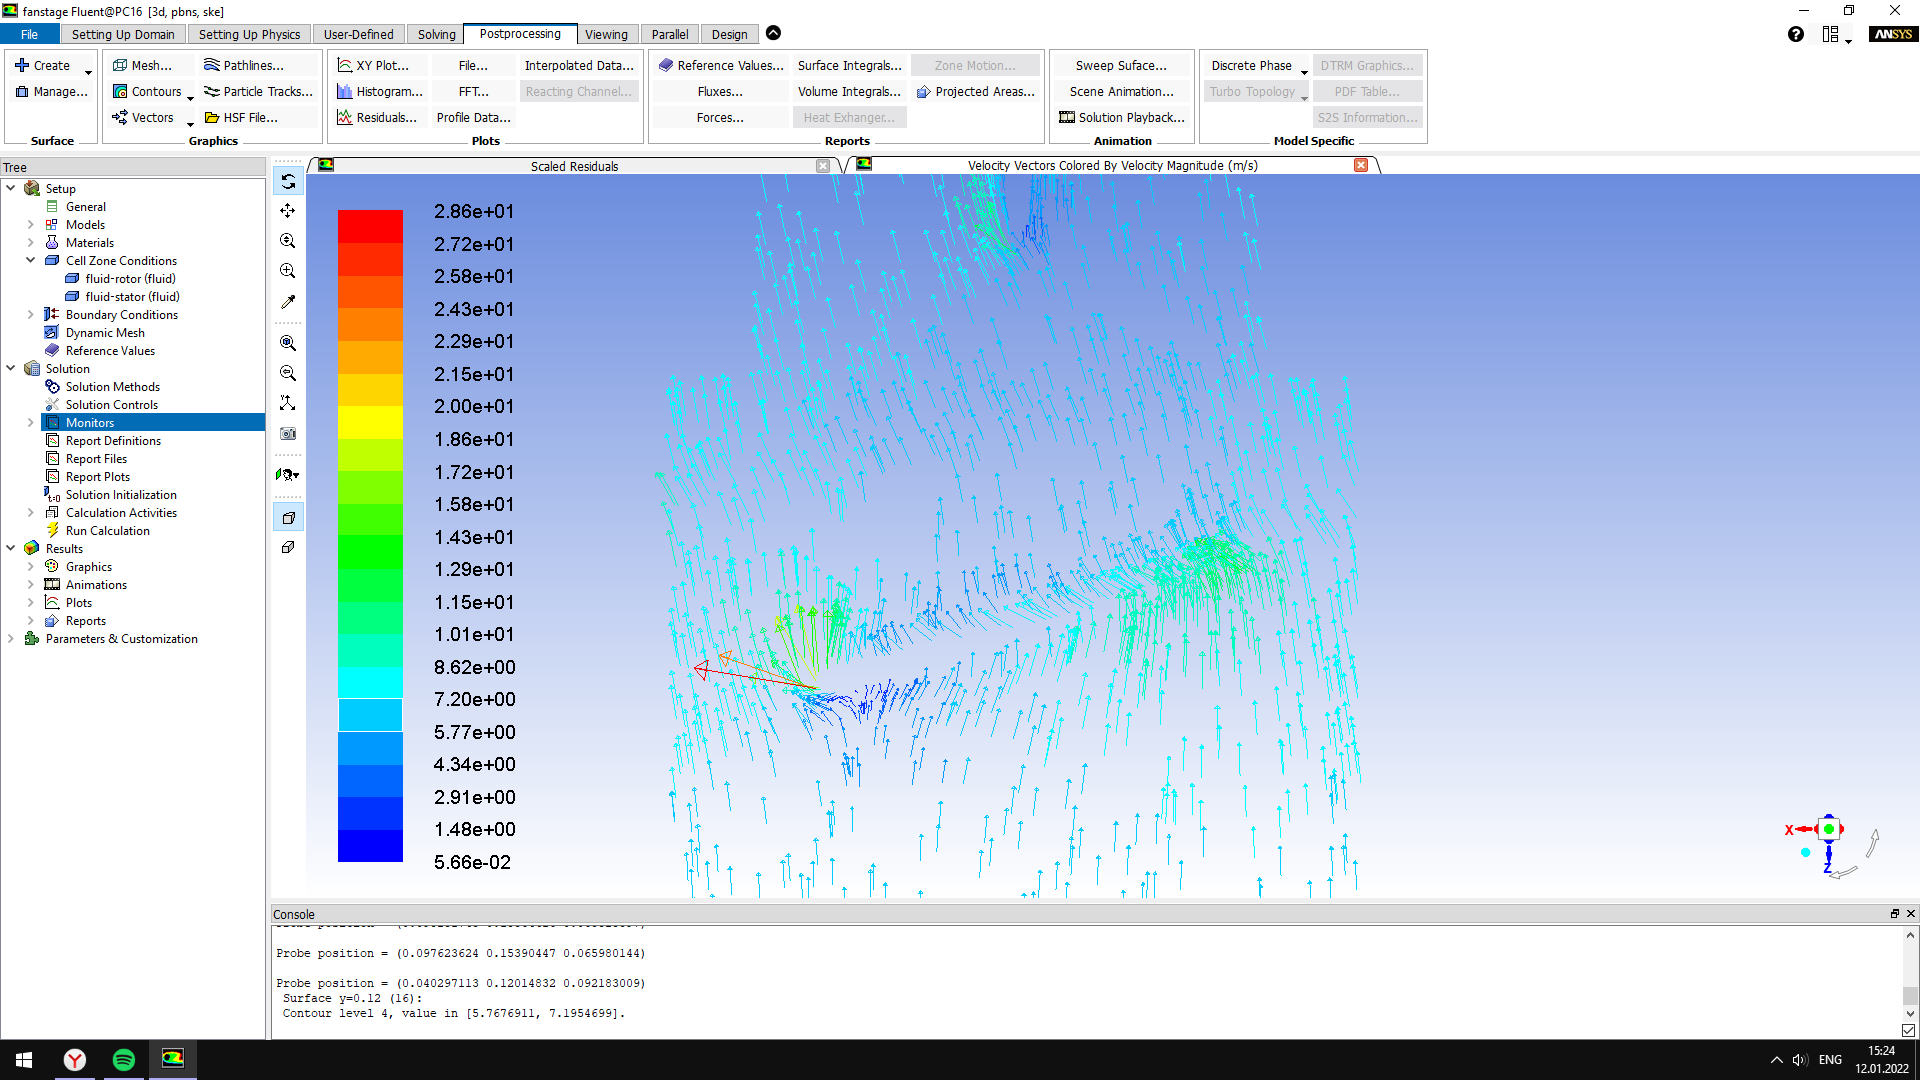 fanstage Fluent@PC16 [3d, pbns, ske]
File
Setting Up Domain
Setting Up Physics
User-Defined
Solving
Postprocessing
Viewing
Parallel
Design
ANSYS
Create
Manage...
Surface
Mesh...
Contours
Vectors
Pathlines...
Particle Tracks...
HSF File...
Graphics
XY Plot...
Histogram...
Residuals...
File...
FFT...
Profile Data...
Interpolated Data...
Reacting Channel...
Plots
Reference Values...
Fluxes...
Forces...
Surface Integrals...
Volume Integrals...
Heat Exhanger...
Zone Motion...
Projected Areas...
Reports
Sweep Suface...
Scene Animation...
Solution Playback...
Animation
Discrete Phase
Turbo Topology
DTRM Graphics...
PDF Table...
S2S Information...
Model Specific
Tree
Setup
General
Models
Materials
Cell Zone Conditions
fluid-rotor (fluid)
fluid-stator (fluid)
Boundary Conditions
Dynamic Mesh
Reference Values
Solution
Solution Methods
Solution Controls
Monitors
Report Definitions
Report Files
Report Plots
Solution Initialization
Calculation Activities
Run Calculation
Results
Graphics
Animations
Plots
Reports
Parameters & Customization
Scaled Residuals
Velocity Vectors Colored By Velocity Magnitude (m/s)
2.86e+01
2.72e+01
2.58e+01
2.43e+01
2.29e+01
2.15e+01
2.00e+01
1.86e+01
1.72e+01
1.58e+01
1.43e+01
1.29e+01
1.15e+01
1.01e+01
8.62e+00
7.20e+00
5.77e+00
4.34e+00
2.91e+00
1.48e+00
5.66e-02
X
Z
Console
Probe position = (0.097623624 0.15390447 0.065980144)
Probe position = (0.040297113 0.12014832 0.092183009)
Surface y=0.12 (16):
Contour level 4, value in [5.7676911, 7.1954699].
ENG
15:24
12.01.2022